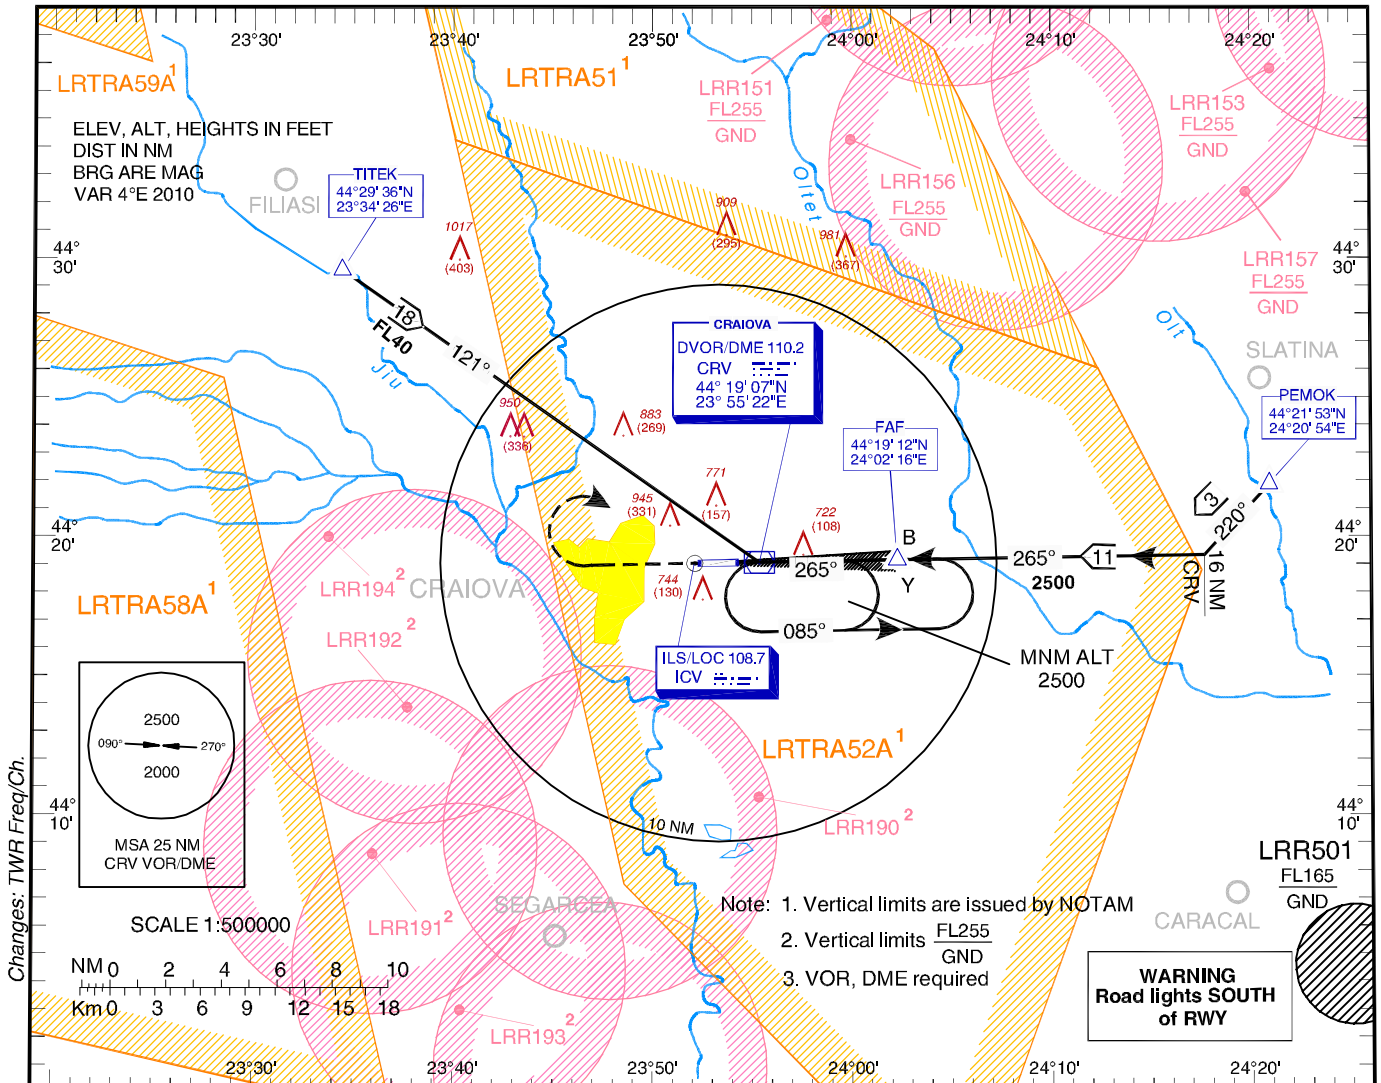 23°30'
23°40'
23°50'
24°00'
24°10'
24°20'
LRTRA59A 1
LRTRA51 1
LRR151
FL255
GND
LRR153
FL255
GND
ELEV, ALT, HEIGHTS IN FEET
DIST IN NM
BRG ARE MAG
VAR 4°E 2010
FILIASI
TITEK
44°29' 36"N
23°34' 26"E
Oltet
LRR156
FL255
GND
LRR157
FL255
GND
44°
30'
44°
30'
1017
(403)
909
(295)
981
(367)
18
FL40
121°
Jiu
CRAIOVA
DVOR/DME 110.2
CRV
44° 19' 07"N
23° 55' 22"E
Olt
SLATINA
PEMOK
44°21' 53"N
24°20' 54"E
FAF
44°19' 12"N
24°02' 16"E
950
(336)
883
(269)
945
(331)
771
(157)
722
(108)
44°
20'
44°
20'
3
220°
B
Y
265°
265°
2500
11
16 NM
CRV
744
(130)
085°
MNM ALT
2500
ILS/LOC 108.7
ICV
CRAIOVA
LRR194 2
LRTRA58A 1
LRR192 2
2500
090°
270°
2000
MSA 25 NM
CRV VOR/DME
LRTRA52A 1
10 NM
LRR190 2
44°
10'
44°
10'
LRR501
FL165
GND
CARACAL
SEGARCEA
LRR191 2
LRR193 2
SCALE 1:500000
NM 0 2 4 6 8 10
Km 0 3 6 9 12 15 18
Note: 1. Vertical limits are issued by NOTAM
2. Vertical limits FL255
GND
3. VOR, DME required
WARNING
Road lights SOUTH
of RWY
Changes: TWR Freq/Ch.
23°30'
23°40'
23°50'
24°00'
24°10'
24°20'